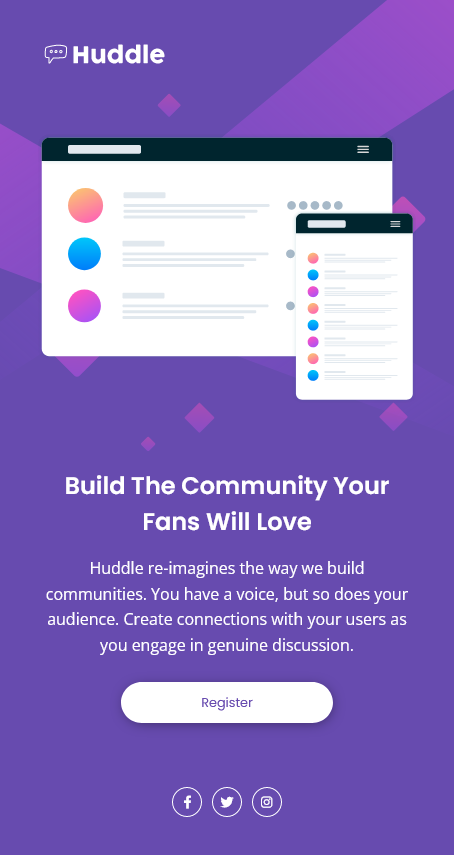 Huddle
Build The Community Your
Fans Will Love
Huddle re-imagines the way we build
communities. You have a voice, but so does your
audience. Create connections with your users as
you engage in genuine discussion.
Register